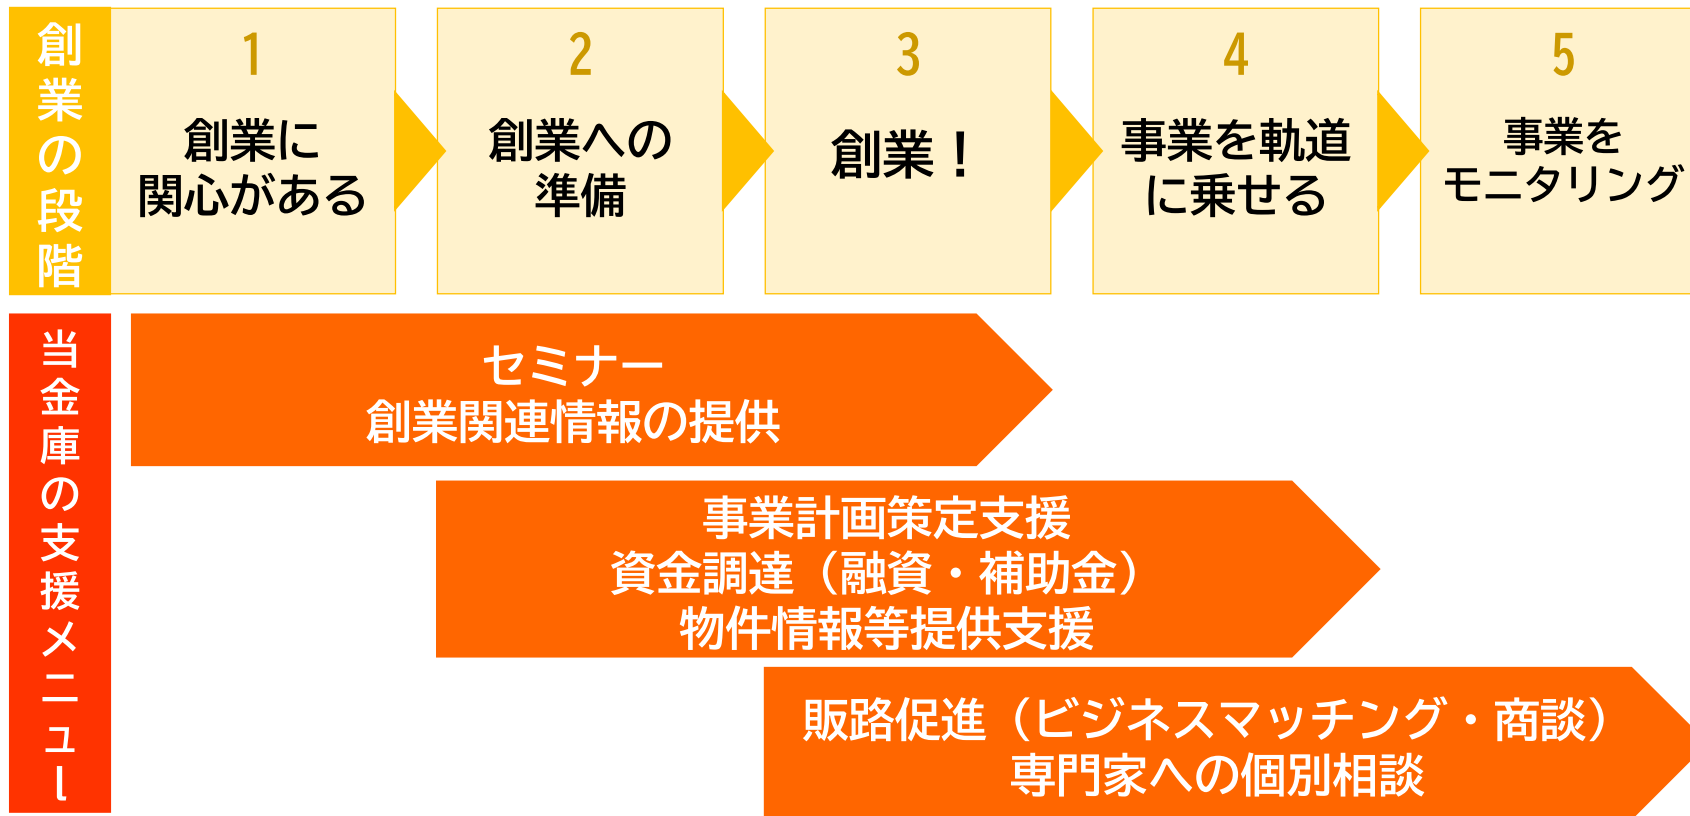 創業の段階
1
創業に
関心がある
2
創業への
準備
3
創業！
4
事業を軌道
に乗せる
5
事業を
モニタリング
当金庫の支援メニュー
セミナー
創業関連情報の提供
事業計画策定支援
資金調達（融資・補助金）
物件情報等提供支援
販路促進（ビジネスマッチング・商談）
専門家への個別相談